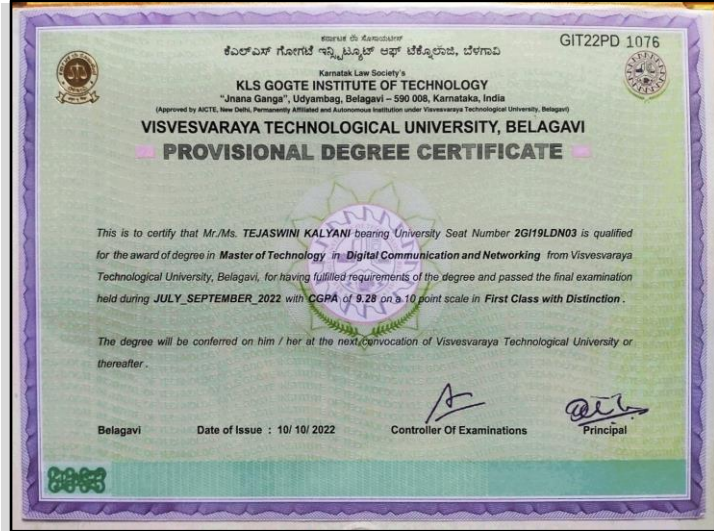 ಕರ್ನಾಟಕ ಲಾ ಸೊಸಾಯಿಟೀಸ್
ಕೆಎಲ್ಎಸ್ ಗೋಗಟೆ ಇನ್ಸ್ಟಿಟ್ಯೂಟ್ ಆಫ್ ಟೆಕ್ನೊಲಾಜಿ, ಬೆಳಗಾವಿ
GIT22PD 1076
Karnatak Law Society's
KLS GOGTE INSTITUTE OF TECHNOLOGY
"Jnana Ganga", Udyambag, Belagavi – 590 008, Karnataka, India
(Approved by AICTE, New Delhi, Permanently Affiliated and Autonomous Institution under Visvesvaraya Technological University, Belagavi)
VISVESVARAYA TECHNOLOGICAL UNIVERSITY, BELAGAVI
PROVISIONAL DEGREE CERTIFICATE
This is to certify that Mr./Ms. TEJASWINI KALYANI bearing University Seat Number 2GI19LDN03 is qualified
for the award of degree in Master of Technology in Digital Communication and Networking from Visvesvaraya
Technological University, Belagavi, for having fulfilled requirements of the degree and passed the final examination
held during JULY_SEPTEMBER_2022 with CGPA of 9.28 on a 10 point scale in First Class with Distinction .
The degree will be conferred on him / her at the next convocation of Visvesvaraya Technological University or
thereafter .
Belagavi Date of Issue : 10/ 10/ 2022 Controller Of Examinations Principal